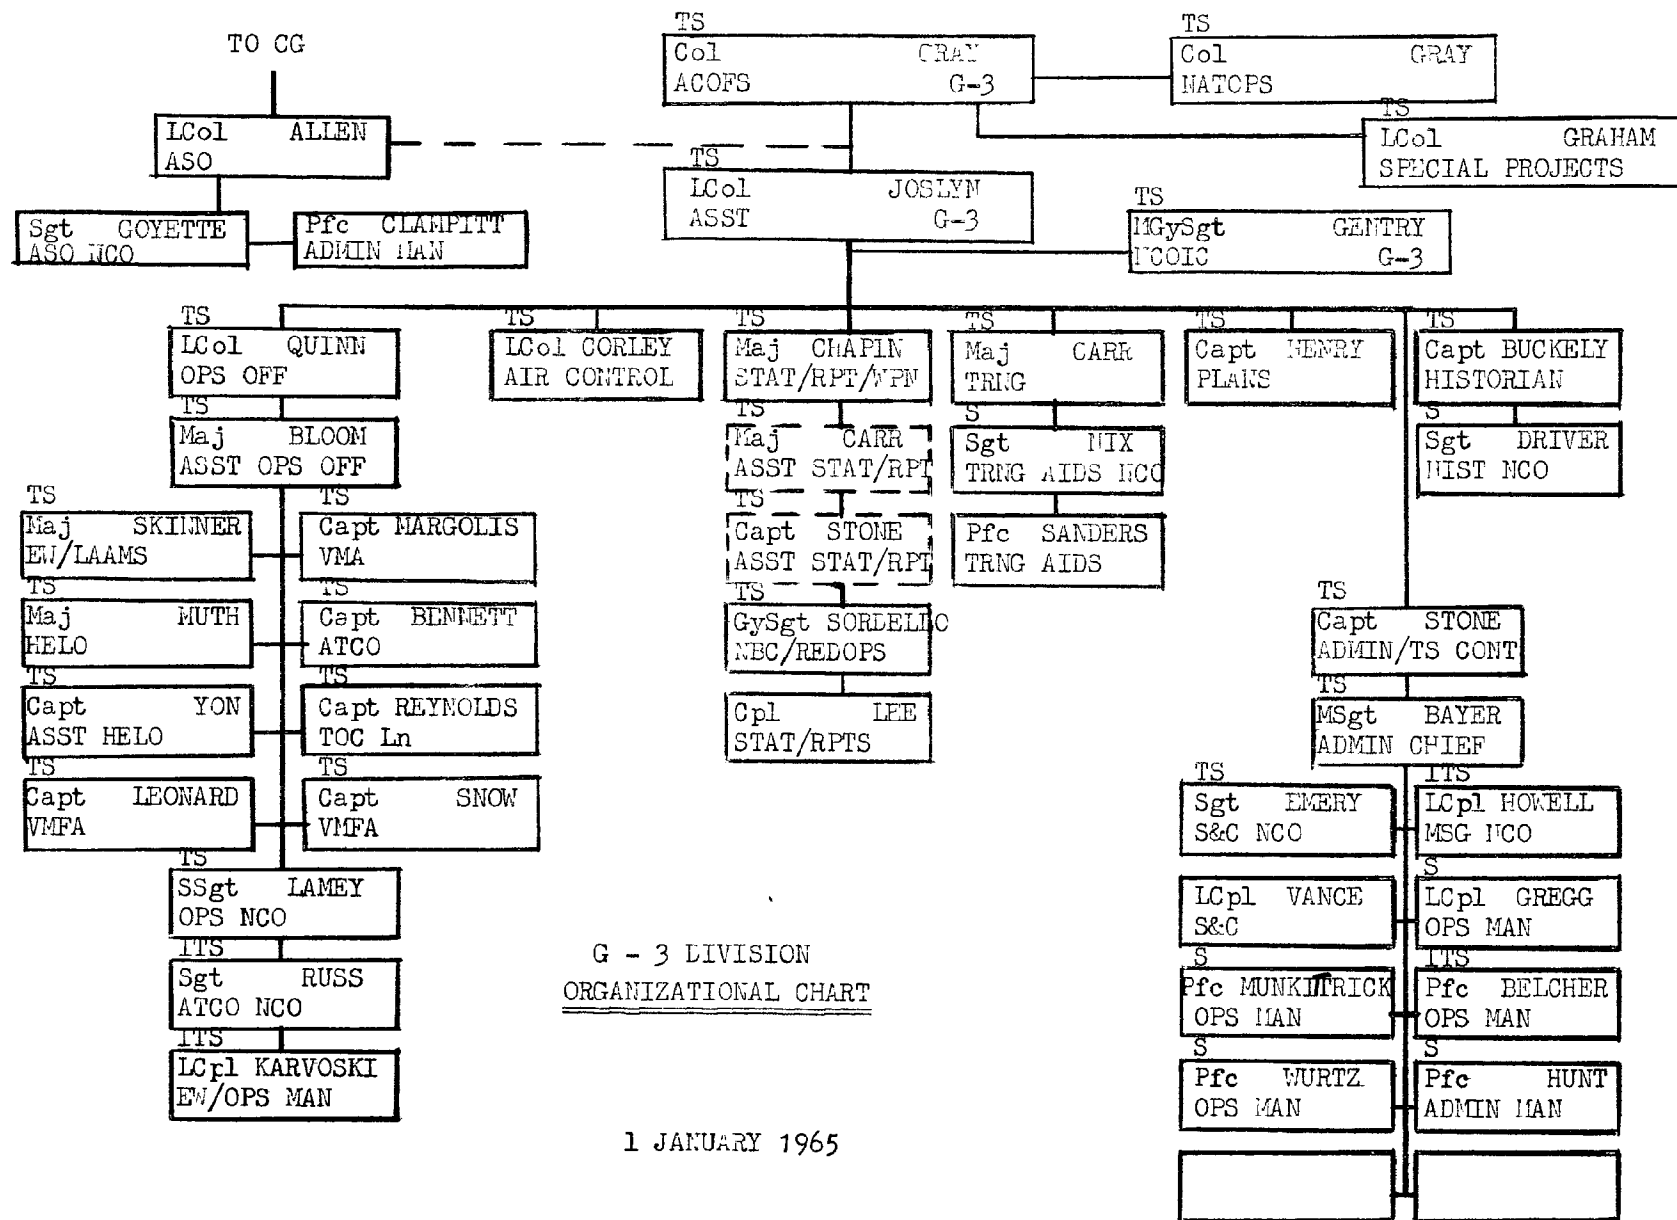 TO CG
TS
Col GRAY
ACOFS G-3
TS
Col GRAY
NATOPS
TS
LCol GRAHAM
SPECIAL PROJECTS
LCol ALLEN
ASO
Sgt GOYETTE
ASO NCO
Pfc CLAMPITT
ADMIN MAN
TS
LCol JOSLYN
ASST G-3
TS
MGySgt GENTRY
NCOIC G-3
TS
LCol QUINN
OPS OFF
TS
Maj BLOOM
ASST OPS OFF
TS
Maj SKINNER
EW/LAAMS
TS
Capt MARGOLIS
VMA
TS
Maj MUTH
HELO
TS
Capt BENNETT
ATCO
TS
Capt YON
ASST HELO
TS
Capt REYNOLDS
TOC Ln
TS
Capt LEONARD
VMFA
TS
Capt SNOW
VMFA
TS
SSgt LAMEY
OPS NCO
ITS
Sgt RUSS
ATCO NCO
ITS
LCpl KARVOSKI
EW/OPS MAN
TS
LCol CORLEY
AIR CONTROL
TS
Maj CHAPIN
STAT/RPT/WPN
TS
Maj CARR
ASST STAT/RPT
TS
Capt STONE
ASST STAT/RPT
TS
GySgt SORDELLO
NBC/REDOPS
Cpl LEE
STAT/RPTS
TS
Maj CARR
TRNG
S
Sgt NIX
TRNG AIDS NCO
Pfc SANDERS
TRNG AIDS
TS
Capt HENRY
PLANS
TS
Capt BUCKELY
HISTORIAN
S
Sgt DRIVER
HIST NCO
TS
Capt STONE
ADMIN/TS CONT
TS
MSgt BAYER
ADMIN CHIEF
TS
Sgt EMERY
S&C NCO
ITS
LCpl HOWELL
MSG NCO
LCpl VANCE
S&C
S
LCpl GREGG
OPS MAN
S
Pfc MUNKITTRICK
OPS MAN
ITS
Pfc BELCHER
OPS MAN
S
Pfc WURTZ
OPS MAN
S
Pfc HUNT
ADMIN MAN
G - 3 DIVISION
ORGANIZATIONAL CHART
1 JANUARY 1965